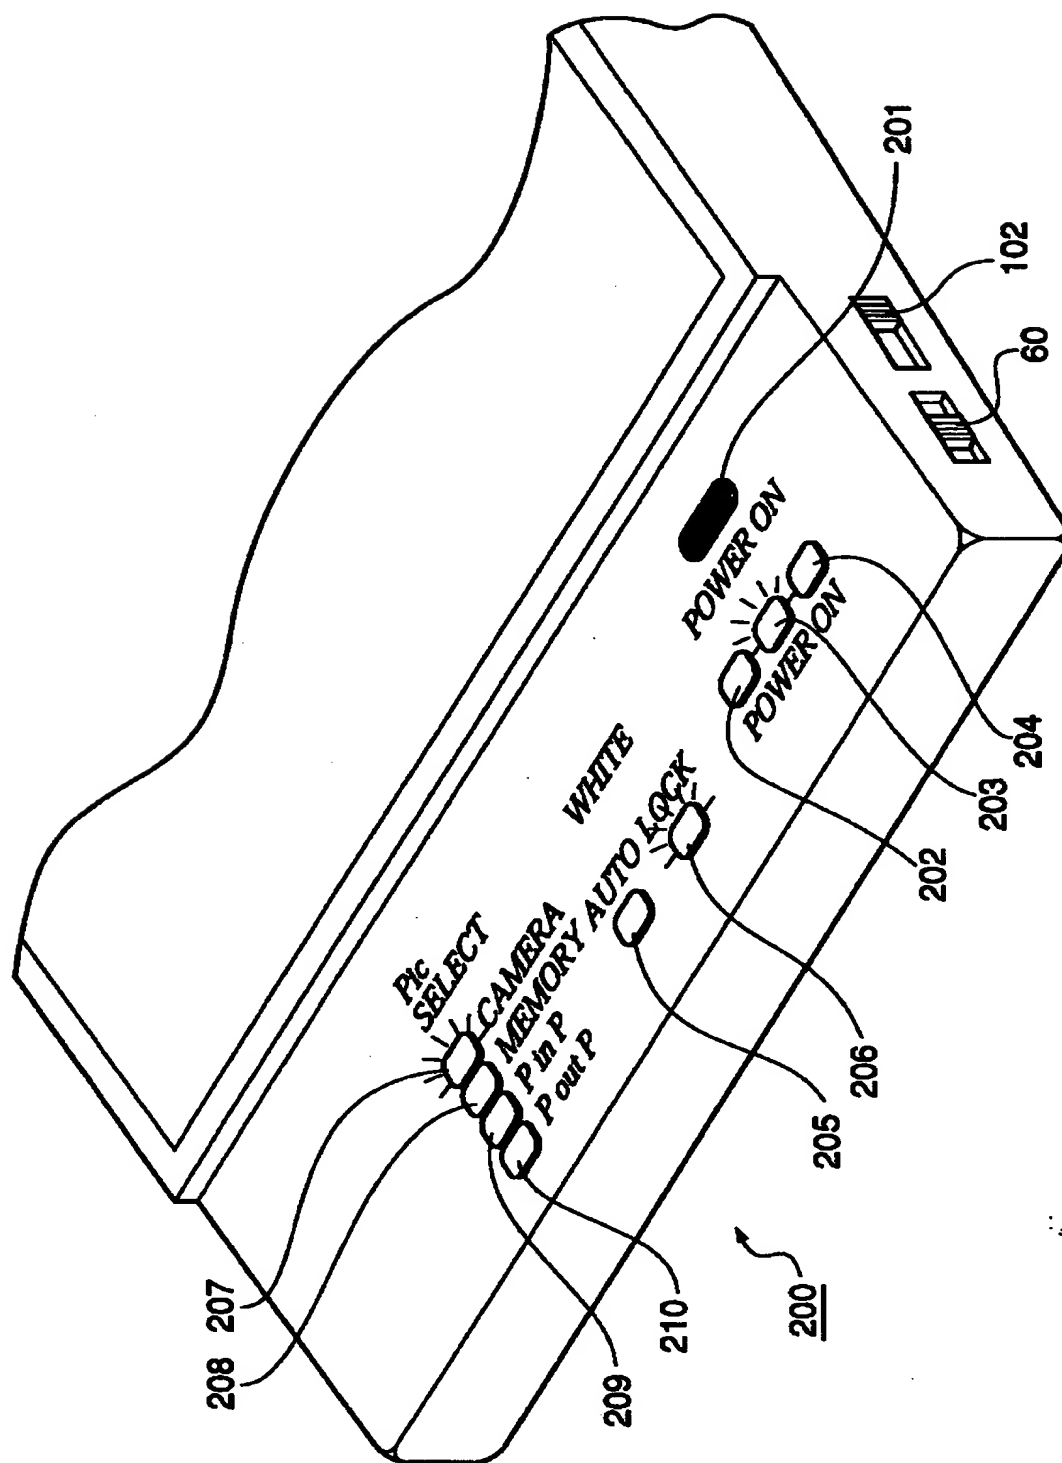 Pic
SELECT
CAMERA
MEMORY
P in P
P out P
WHITE
AUTO LOCK
POWER ON
POWER ON
201
102
60
204
203
202
206
205
207
208
209
210
200